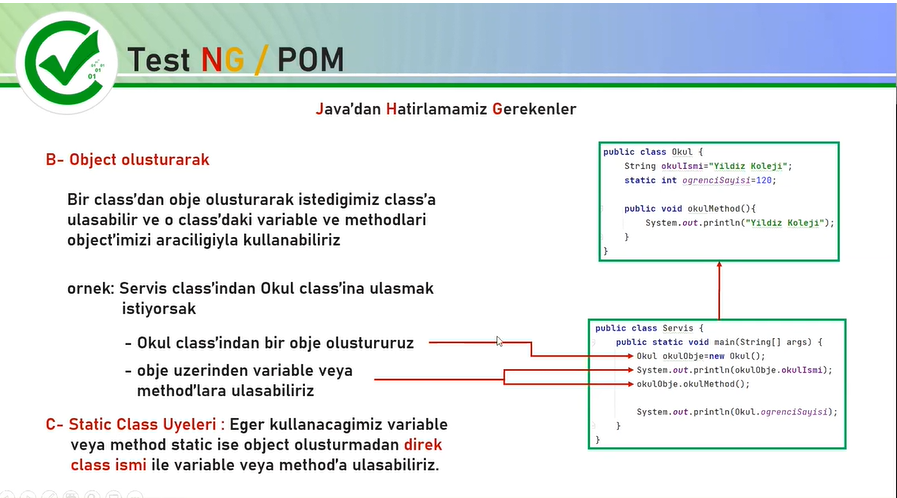 Test NG / POM
Java'dan Hatirlamamiz Gerekenler
B- Object olusturarak
Bir class'dan obje olusturarak istedigimiz class'a
ulasabilir ve o class'daki variable ve methodlari
object'imizi araciligiyla kullanabiliriz
ornek: Servis class'indan Okul class'ina ulasmak
istiyorsak
- Okul class'indan bir obje olustururuz
- obje uzerinden variable veya
method'lara ulasabiliriz
C- Static Class Uyeleri : Eger kullanacagimiz variable
veya method static ise object olusturmadan direk
class ismi ile variable veya method'a ulasabiliriz.
public class Okul {
String okulIsmi="Yildiz Koleji";
static int ogrenciSayisi=120;
public void okulMethod(){
System.out.println("Yildiz Koleji");
}
}
public class Servis {
public static void main(String[] args) {
Okul okulObje=new Okul();
System.out.println(okulObje.okulIsmi);
okulObje.okulMethod();
System.out.println(Okul.ogrenciSayisi);
}
}
01
01
01